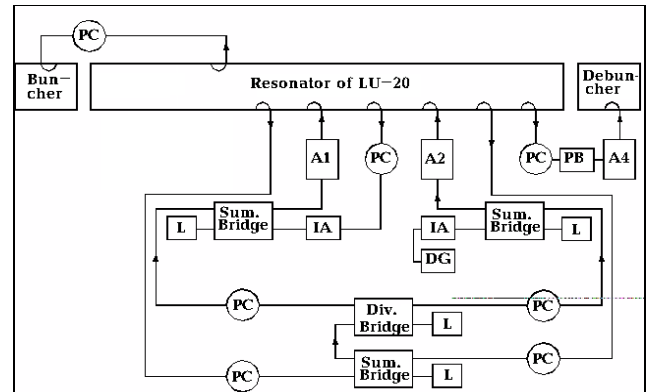 PC
Bun-
cher
Resonator of LU-20
Debun-
cher
A1
PC
A2
PC
PB
A4
L
Sum.
Bridge
IA
IA
Sum.
Bridge
L
DG
PC
Div.
Bridge
PC
L
PC
Sum.
Bridge
L
PC